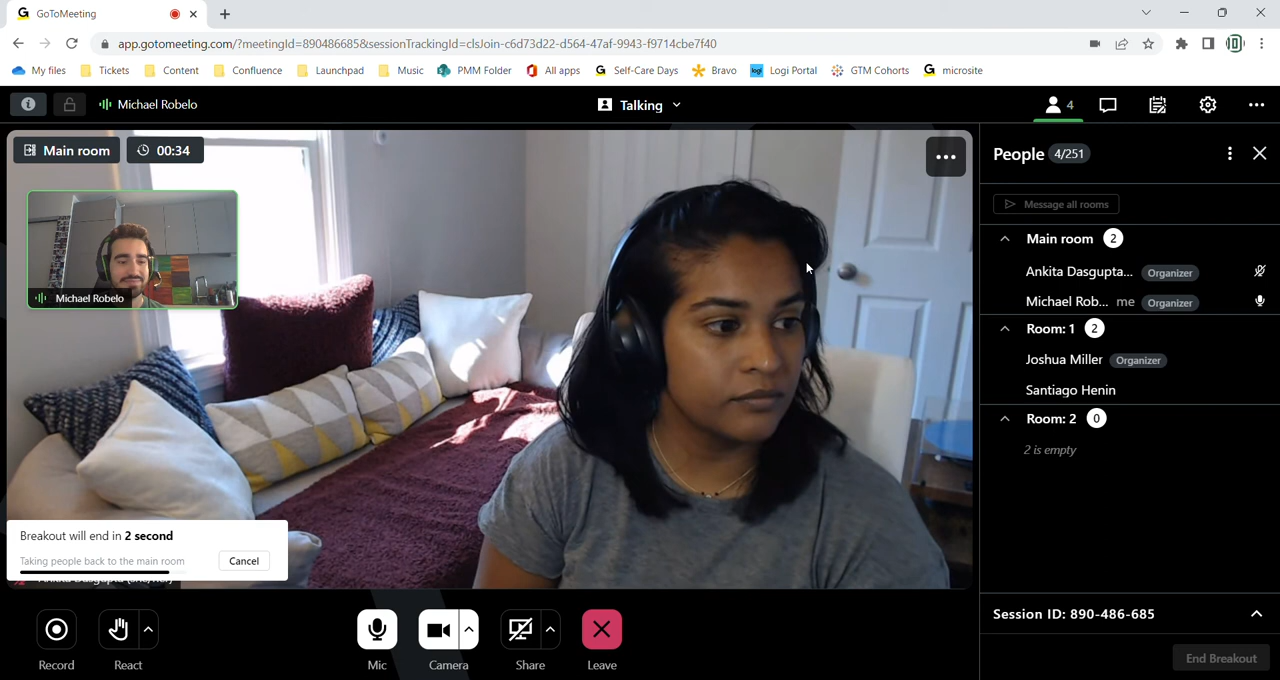 GoToMeeting
app.gotomeeting.com/?meetingId=890486685&sessionTrackingId=clsJoin-c6d73d22-d564-47af-9943-f9714cbe7f40
My files Tickets Content Confluence Launchpad Music PMM Folder All apps Self-Care Days Bravo Logi Portal GTM Cohorts microsite
Michael Robelo
Talking
4
Main room 00:34
Michael Robelo
People 4/251
Message all rooms
Main room 2
Ankita Dasgupta... Organizer
Michael Rob... me Organizer
Room: 1 2
Joshua Miller Organizer
Santiago Henin
Room: 2 0
2 is empty
Breakout will end in 2 second
Taking people back to the main room
Cancel
Session ID: 890-486-685
End Breakout
Record React Mic Camera Share Leave